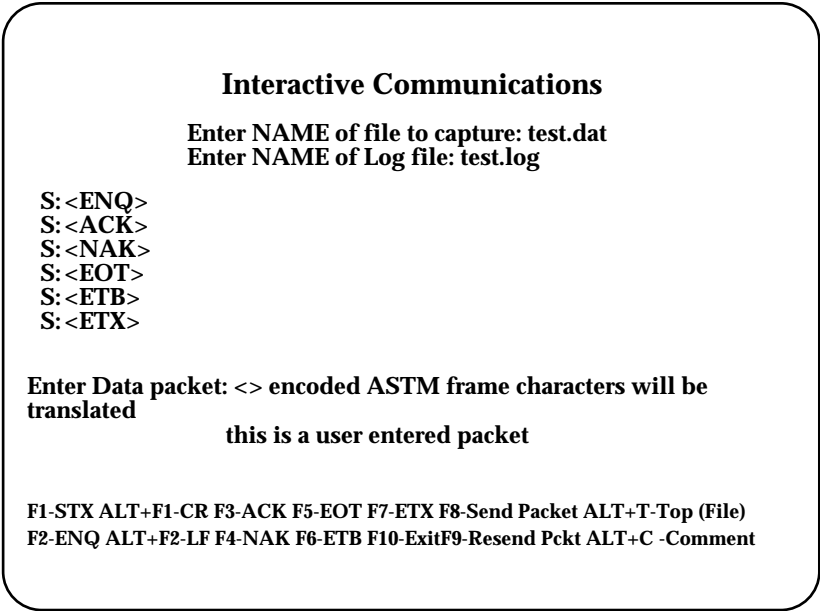 Interactive Communications
Enter NAME of file to capture: test.dat
Enter NAME of Log file: test.log
S:<ENQ>
S:<ACK>
S:<NAK>
S:<EOT>
S:<ETB>
S:<ETX>
Enter Data packet: <> encoded ASTM frame characters will be
translated
this is a user entered packet
F1-STX ALT+F1-CR F3-ACK F5-EOT F7-ETX F8-Send Packet ALT+T-Top (File)
F2-ENQ ALT+F2-LF F4-NAK F6-ETB F10-ExitF9-Resend Pckt ALT+C -Comment